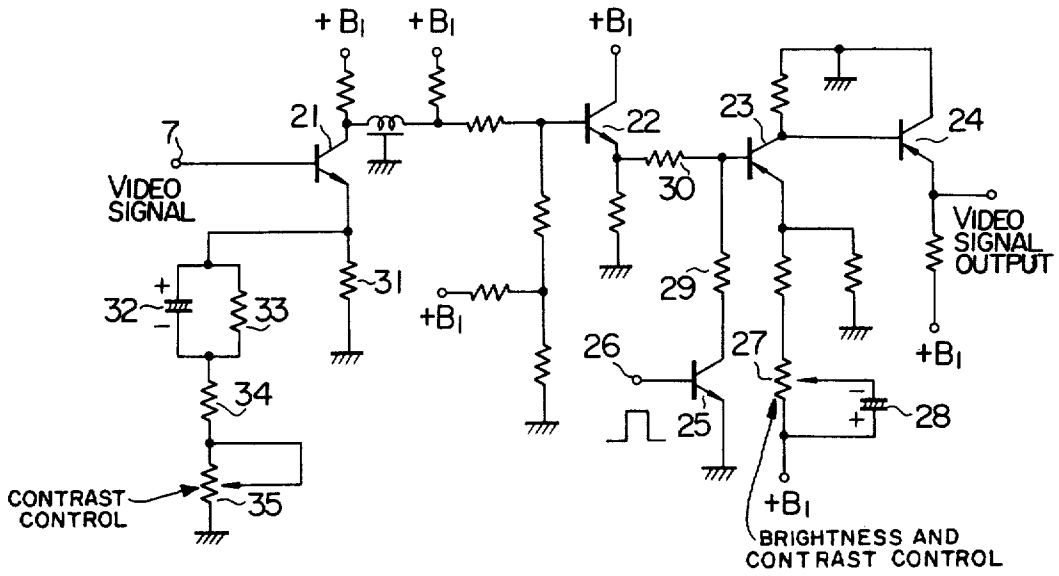 +B1
+B1
+B1
21
22
23
24
7
VIDEO
SIGNAL
30
VIDEO
SIGNAL
OUTPUT
31
29
+
32
-
33
+B1
26
27
+B1
34
25
-
+
28
CONTRAST
CONTROL
35
+B1
BRIGHTNESS AND
CONTRAST CONTROL